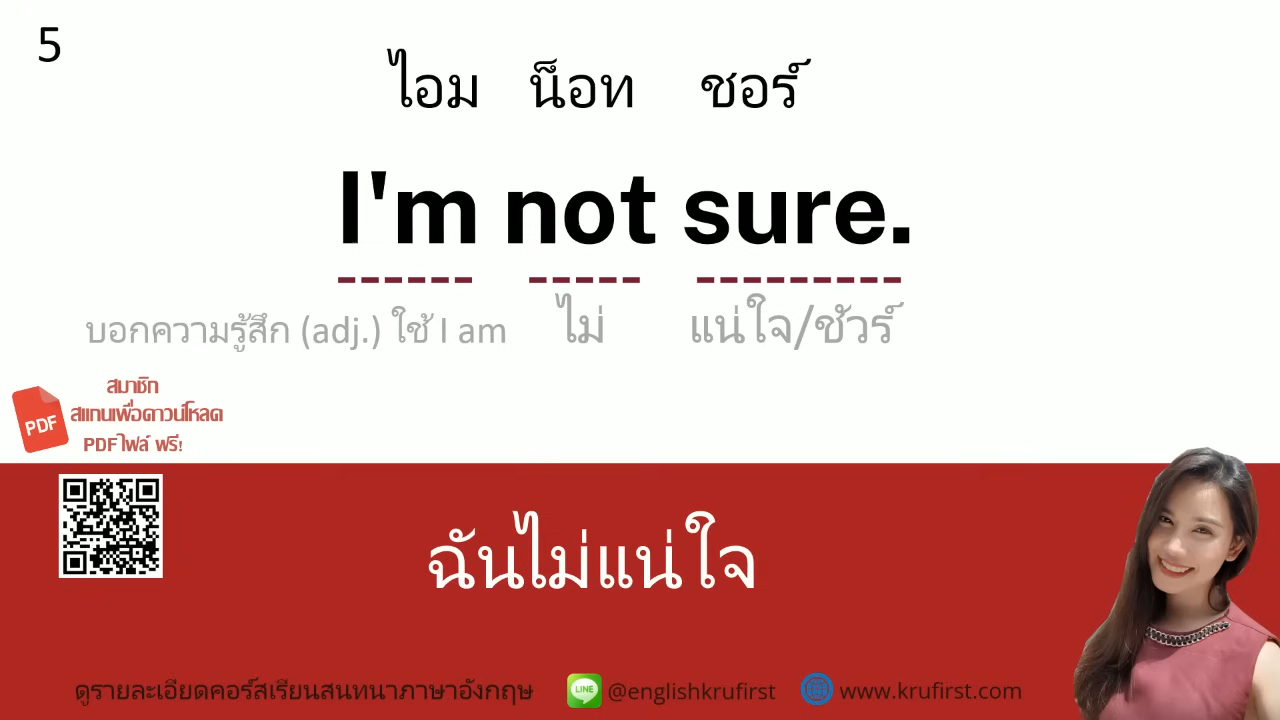 5
ไอม น็อท ชอร์
I'm not sure.
บอกความรู้สึก (adj.) ใช้ I am ไม่ แน่ใจ/ชัวร์
สมาชิก
สแกนเพื่อดาวน์โหลด
PDF ไฟล์ ฟรี!
PDF
ฉันไม่แน่ใจ
ดูรายละเอียดคอร์สเรียนสนทนาภาษาอังกฤษ LINE @englishkrufirst www.krufirst.com